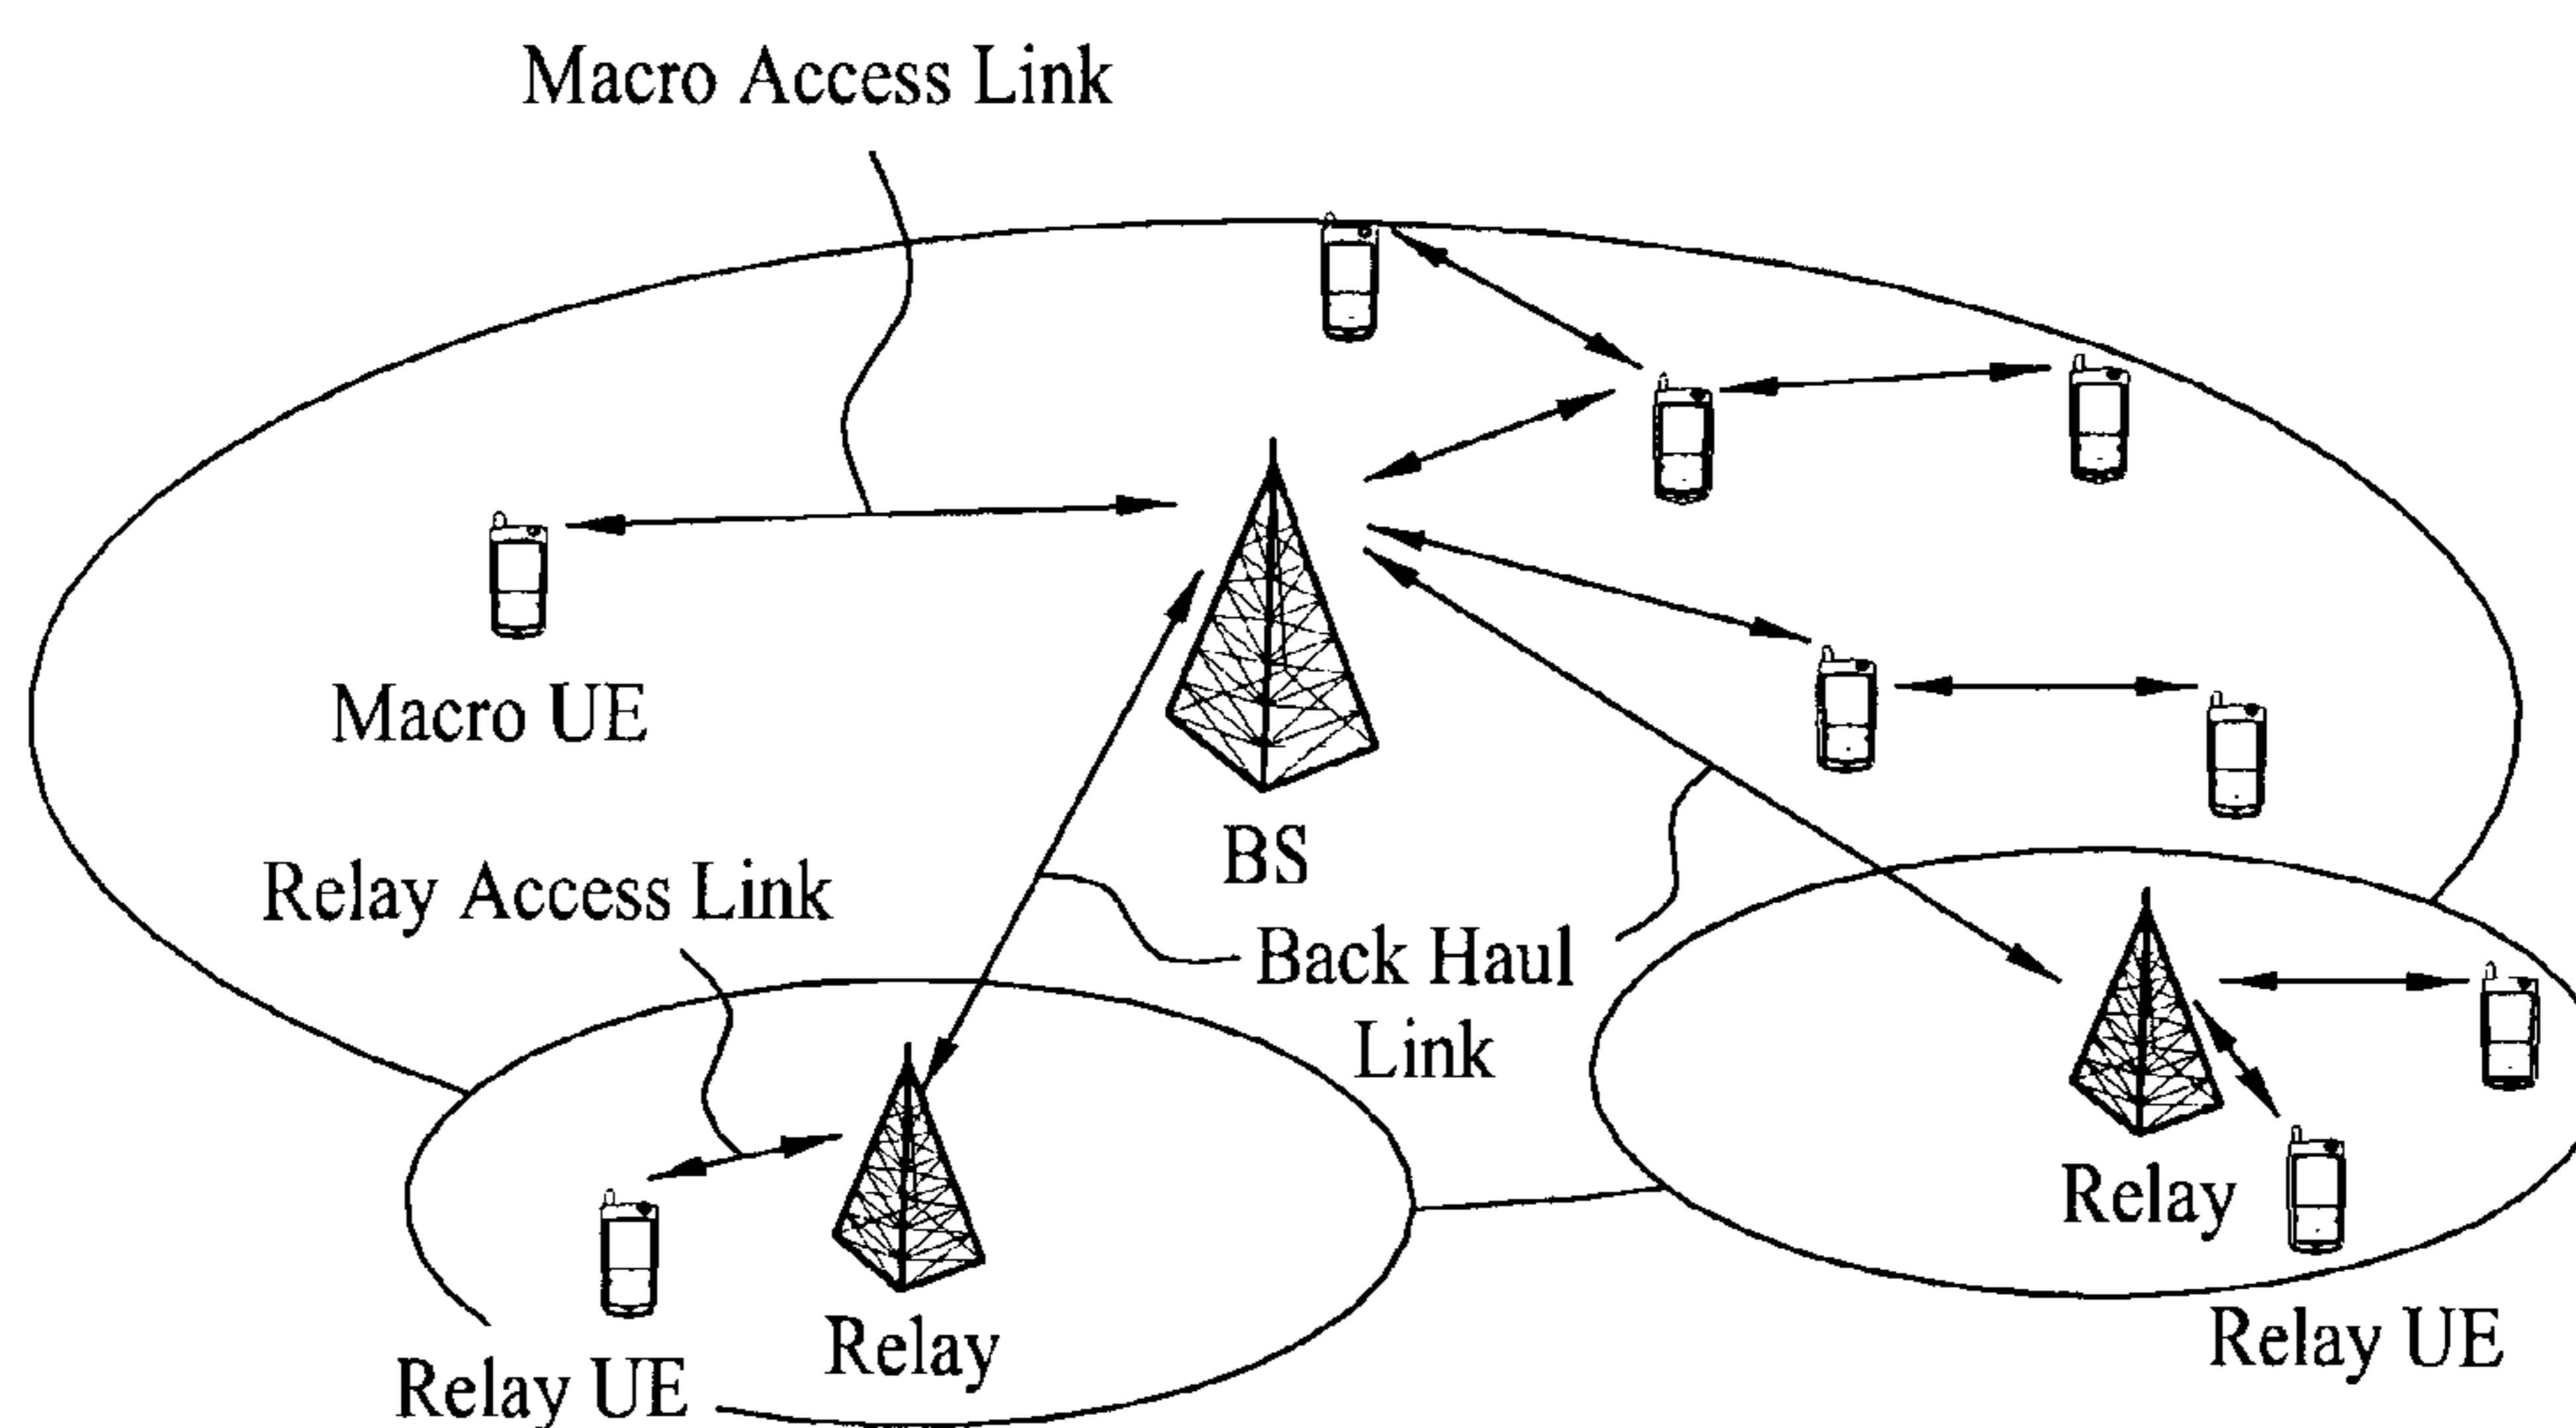 Macro Access Link
Macro UE
BS
Relay Access Link
Back Haul
Link
Relay
Relay UE
Relay
Relay UE